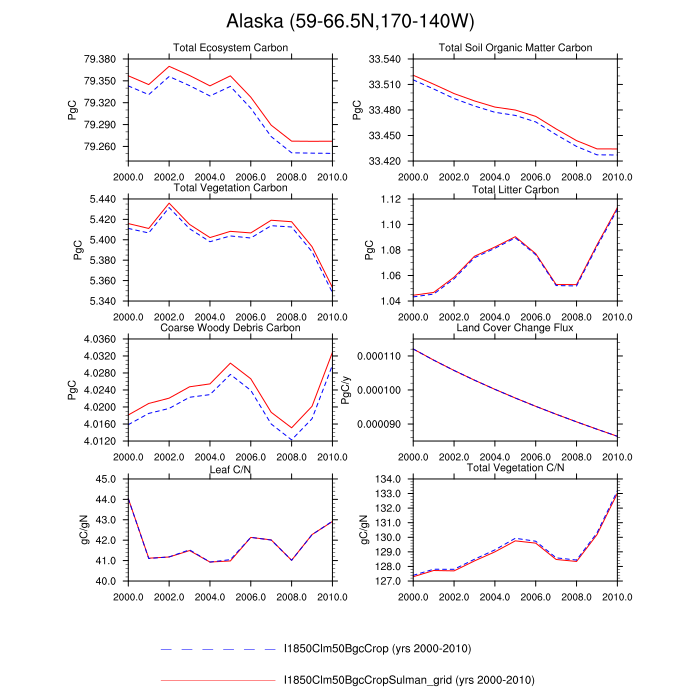 Alaska (59-66.5N,170-140W)
Total Ecosystem Carbon
PgC
79.380
79.350
79.320
79.290
79.260
2000.0 2002.0 2004.0 2006.0 2008.0 2010.0
Total Soil Organic Matter Carbon
PgC
33.540
33.510
33.480
33.450
33.420
2000.0 2002.0 2004.0 2006.0 2008.0 2010.0
Total Vegetation Carbon
PgC
5.440
5.420
5.400
5.380
5.360
5.340
2000.0 2002.0 2004.0 2006.0 2008.0 2010.0
Total Litter Carbon
PgC
1.12
1.10
1.08
1.06
1.04
2000.0 2002.0 2004.0 2006.0 2008.0 2010.0
Coarse Woody Debris Carbon
PgC
4.0360
4.0320
4.0280
4.0240
4.0200
4.0160
4.0120
2000.0 2002.0 2004.0 2006.0 2008.0 2010.0
Land Cover Change Flux
PgC/y
0.000110
0.000100
0.000090
2000.0 2002.0 2004.0 2006.0 2008.0 2010.0
Leaf C/N
gC/gN
45.0
44.0
43.0
42.0
41.0
40.0
2000.0 2002.0 2004.0 2006.0 2008.0 2010.0
Total Vegetation C/N
gC/gN
134.0
133.0
132.0
131.0
130.0
129.0
128.0
127.0
2000.0 2002.0 2004.0 2006.0 2008.0 2010.0
I1850Clm50BgcCrop (yrs 2000-2010)
I1850Clm50BgcCropSulman_grid (yrs 2000-2010)